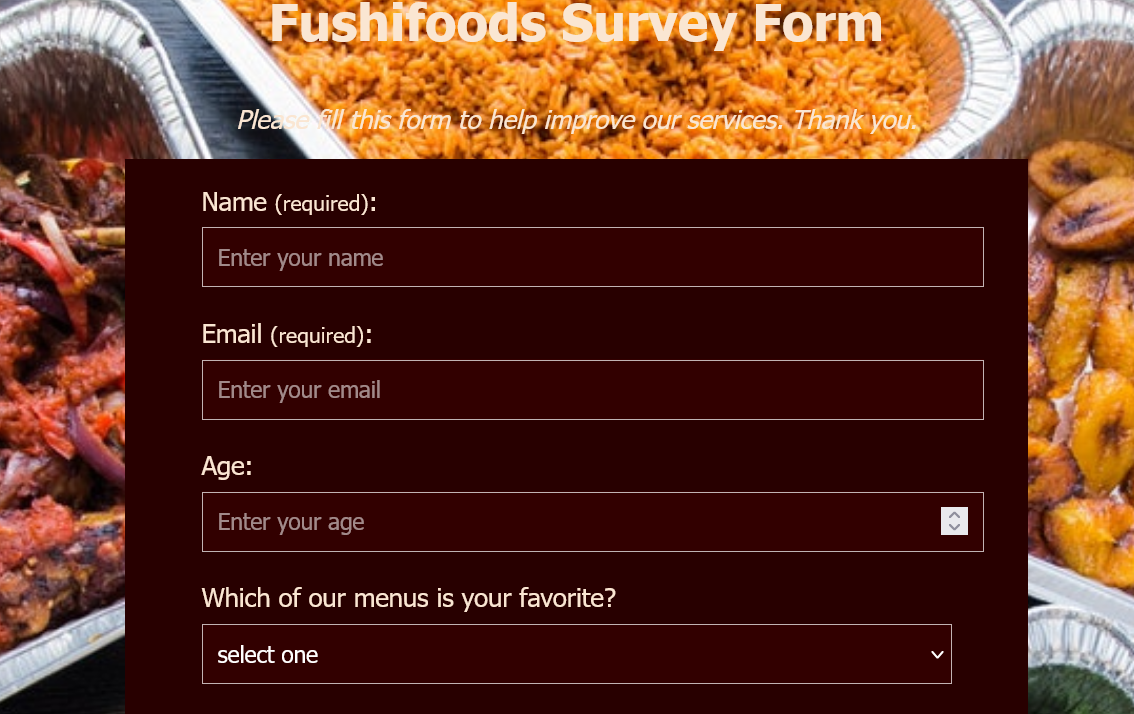 Fushifoods Survey Form
Please fill this form to help improve our services. Thank you.
Name (required):
Enter your name
Email (required):
Enter your email
Age:
Enter your age
Which of our menus is your favorite?
select one